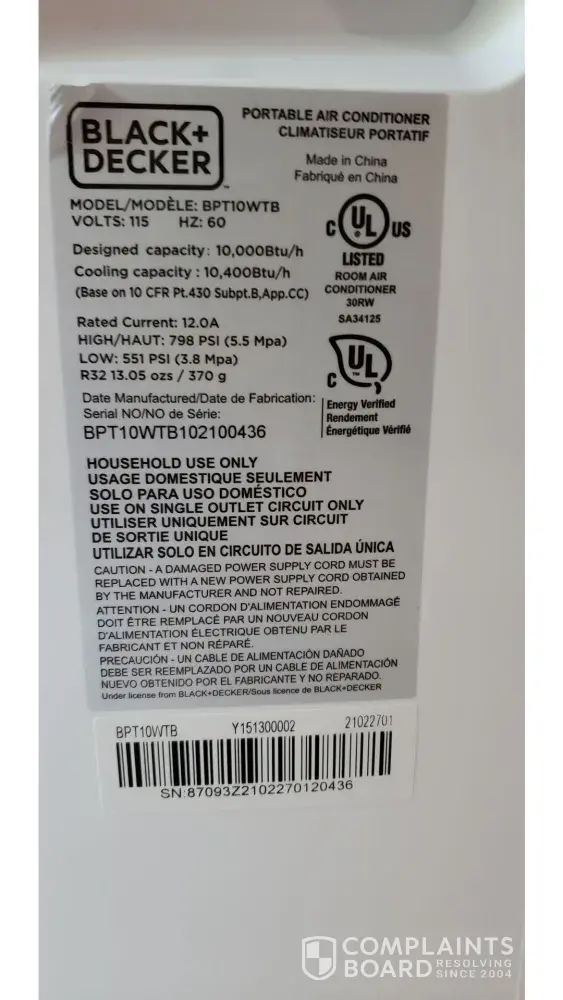 BLACK+
DECKER
PORTABLE AIR CONDITIONER
CLIMATISEUR PORTATIF
Made in China
Fabriqué en China
MODEL/MODÈLE: BPT10WTB
VOLTS: 115 HZ: 60
Designed capacity: 10,000Btu/h
Cooling capacity : 10,400Btu/h
(Base on 10 CFR Pt.430 Subpt.B,App.CC)
C UL US
LISTED
ROOM AIR
CONDITIONER
30RW
SA34125
Rated Current: 12.0A
HIGH/HAUT: 798 PSI (5.5 Mpa)
LOW: 551 PSI (3.8 Mpa)
R32 13.05 ozs / 370 g
C UL
Energy Verified
Rendement
Énergétique Vérifié
Date Manufactured/Date de Fabrication:
Serial NO/NO de Série:
BPT10WTB102100436
HOUSEHOLD USE ONLY
USAGE DOMESTIQUE SEULEMENT
SOLO PARA USO DOMÉSTICO
USE ON SINGLE OUTLET CIRCUIT ONLY
UTILISER UNIQUEMENT SUR CIRCUIT
DE SORTIE UNIQUE
UTILIZAR SOLO EN CIRCUITO DE SALIDA ÚNICA
CAUTION - A DAMAGED POWER SUPPLY CORD MUST BE
REPLACED WITH A NEW POWER SUPPLY CORD OBTAINED
BY THE MANUFACTURER AND NOT REPAIRED.
ATTENTION - UN CORDON D'ALIMENTATION ENDOMMAGÉ
DOIT ÊTRE REMPLACÉ PAR UN NOUVEAU CORDON
D'ALIMENTATION ÉLECTRIQUE OBTENU PAR LE
FABRICANT ET NON RÉPARÉ.
PRECAUCIÓN - UN CABLE DE ALIMENTACIÓN DAÑADO
DEBE SER REEMPLAZADO POR UN CABLE DE ALIMENTACIÓN
NUEVO OBTENIDO POR EL FABRICANTE Y NO REPARADO.
Under license from BLACK+DECKER/Sous licence de BLACK+DECKER
BPT10WTB Y151300002 21022701
SN:87093Z2102270120436
COMPLAINTS
BOARD RESOLVING
SINCE 2004